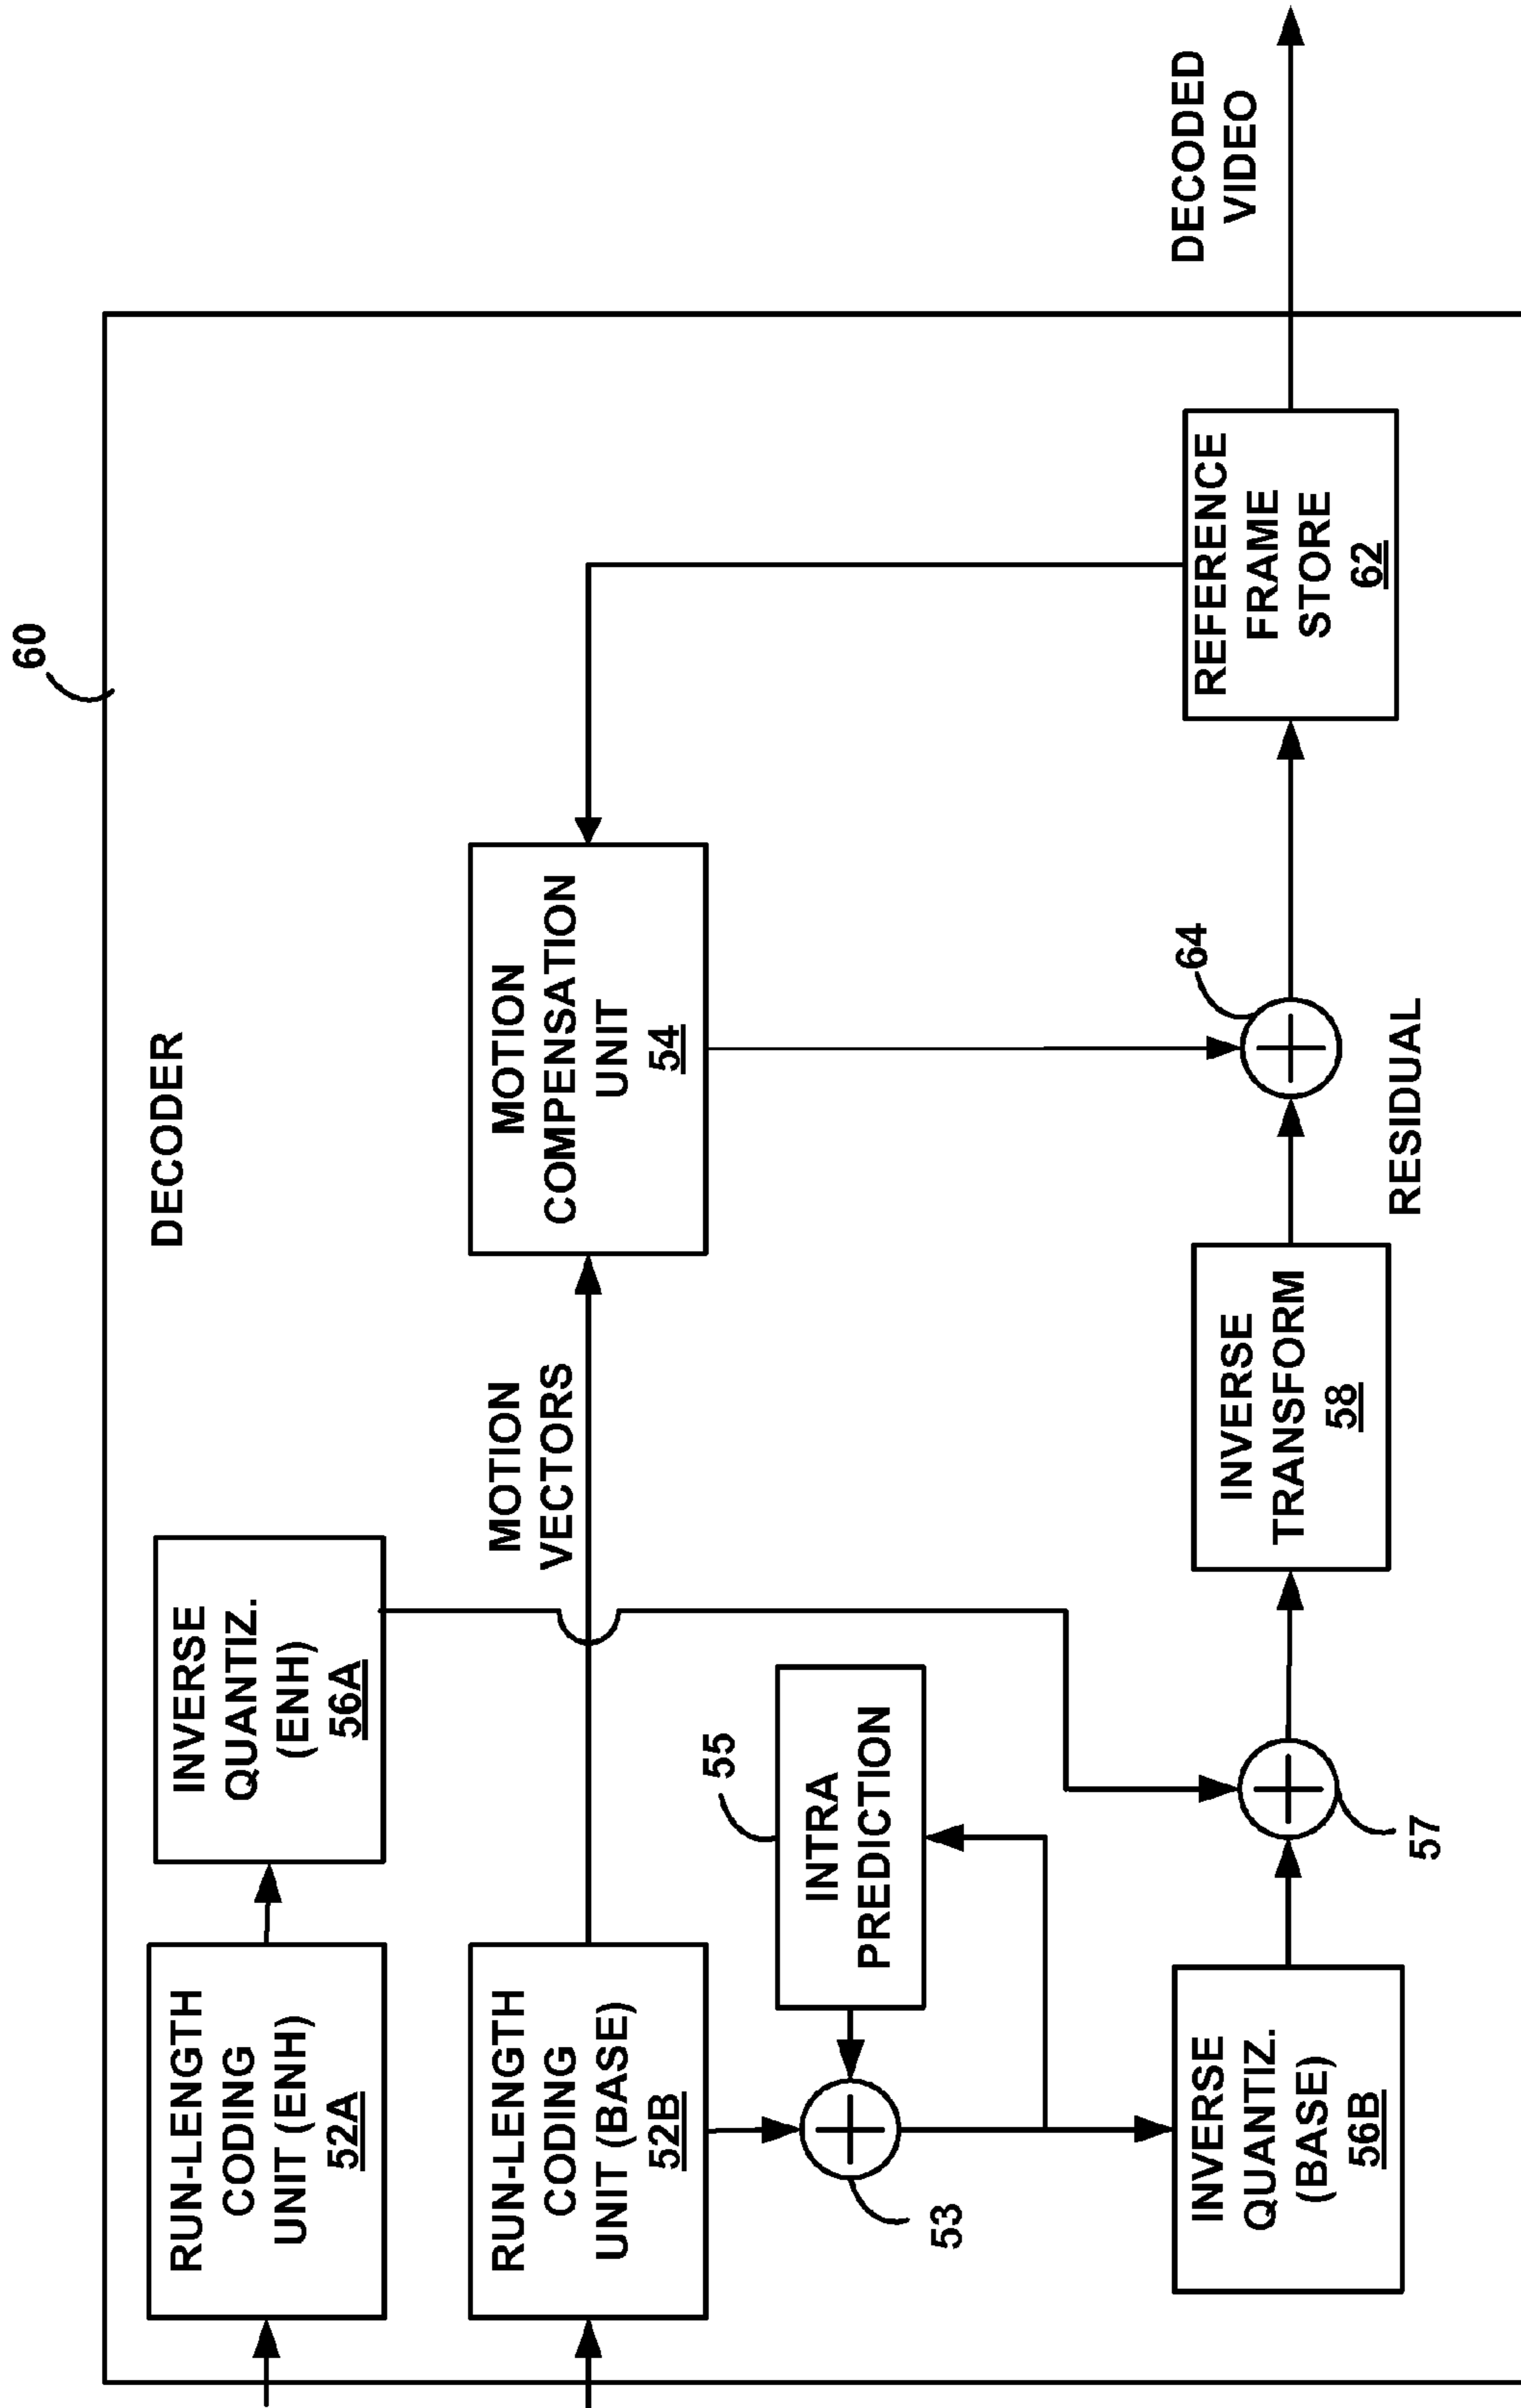 60
DECODER
RUN-LENGTH
CODING
UNIT (ENH)
52A
INVERSE
QUANTIZ.
(ENH)
56A
RUN-LENGTH
CODING
UNIT (BASE)
52B
MOTION
VECTORS
MOTION
COMPENSATION
UNIT
54
53
55
INTRA
PREDICTION
INVERSE
QUANTIZ.
(BASE)
56B
57
INVERSE
TRANSFORM
58
RESIDUAL
64
REFERENCE
FRAME
STORE
62
DECODED
VIDEO